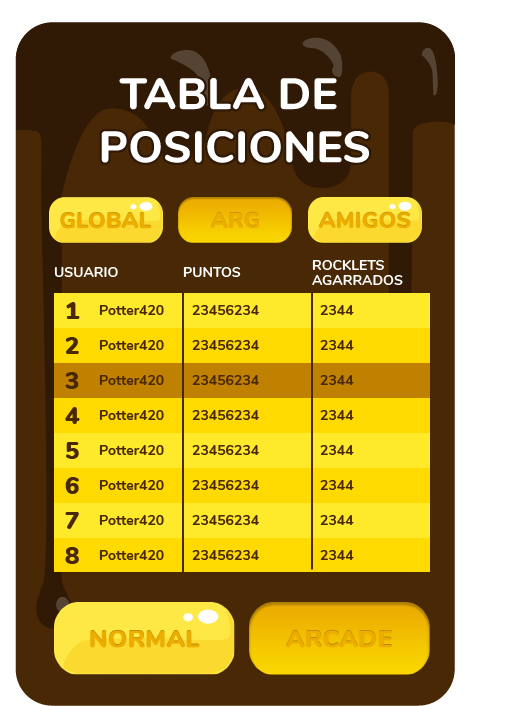 TABLA DE
POSICIONES
GLOBAL ARG AMIGOS
USUARIO PUNTOS ROCKLETS
AGARRADOS
1 Potter420 23456234 2344
2 Potter420 23456234 2344
3 Potter420 23456234 2344
4 Potter420 23456234 2344
5 Potter420 23456234 2344
6 Potter420 23456234 2344
7 Potter420 23456234 2344
8 Potter420 23456234 2344
NORMAL ARCADE